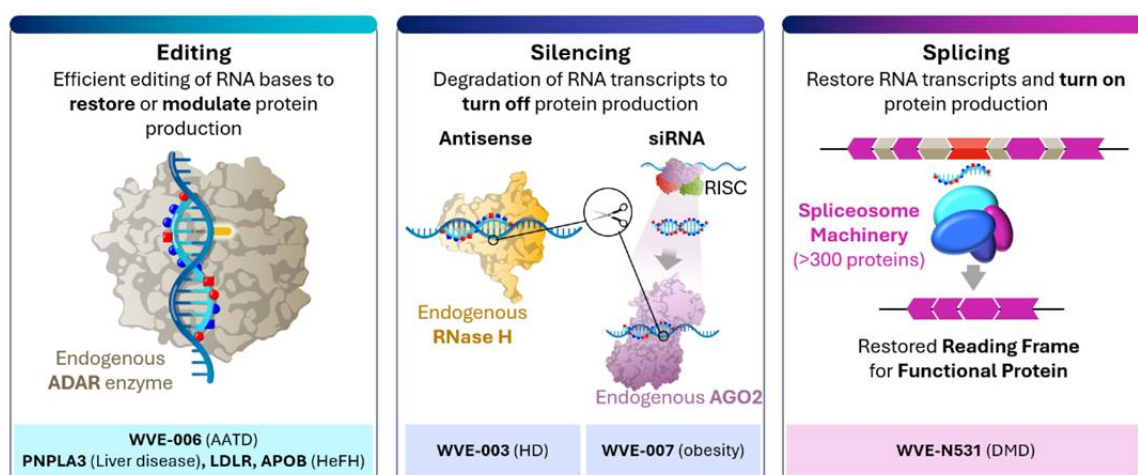 Editing
Efficient editing of RNA bases to
restore or modulate protein
production
Endogenous
ADAR enzyme
WVE-006 (AATD)
PNPLA3 (Liver disease), LDLR, APOB (HeFH)
Silencing
Degradation of RNA transcripts to
turn off protein production
Antisense
siRNA
RISC
Endogenous
RNase H
Endogenous AGO2
WVE-003 (HD)
WVE-007 (obesity)
Splicing
Restore RNA transcripts and turn on
protein production
Spliceosome
Machinery
(>300 proteins)
Restored Reading Frame
for Functional Protein
WVE-N531 (DMD)